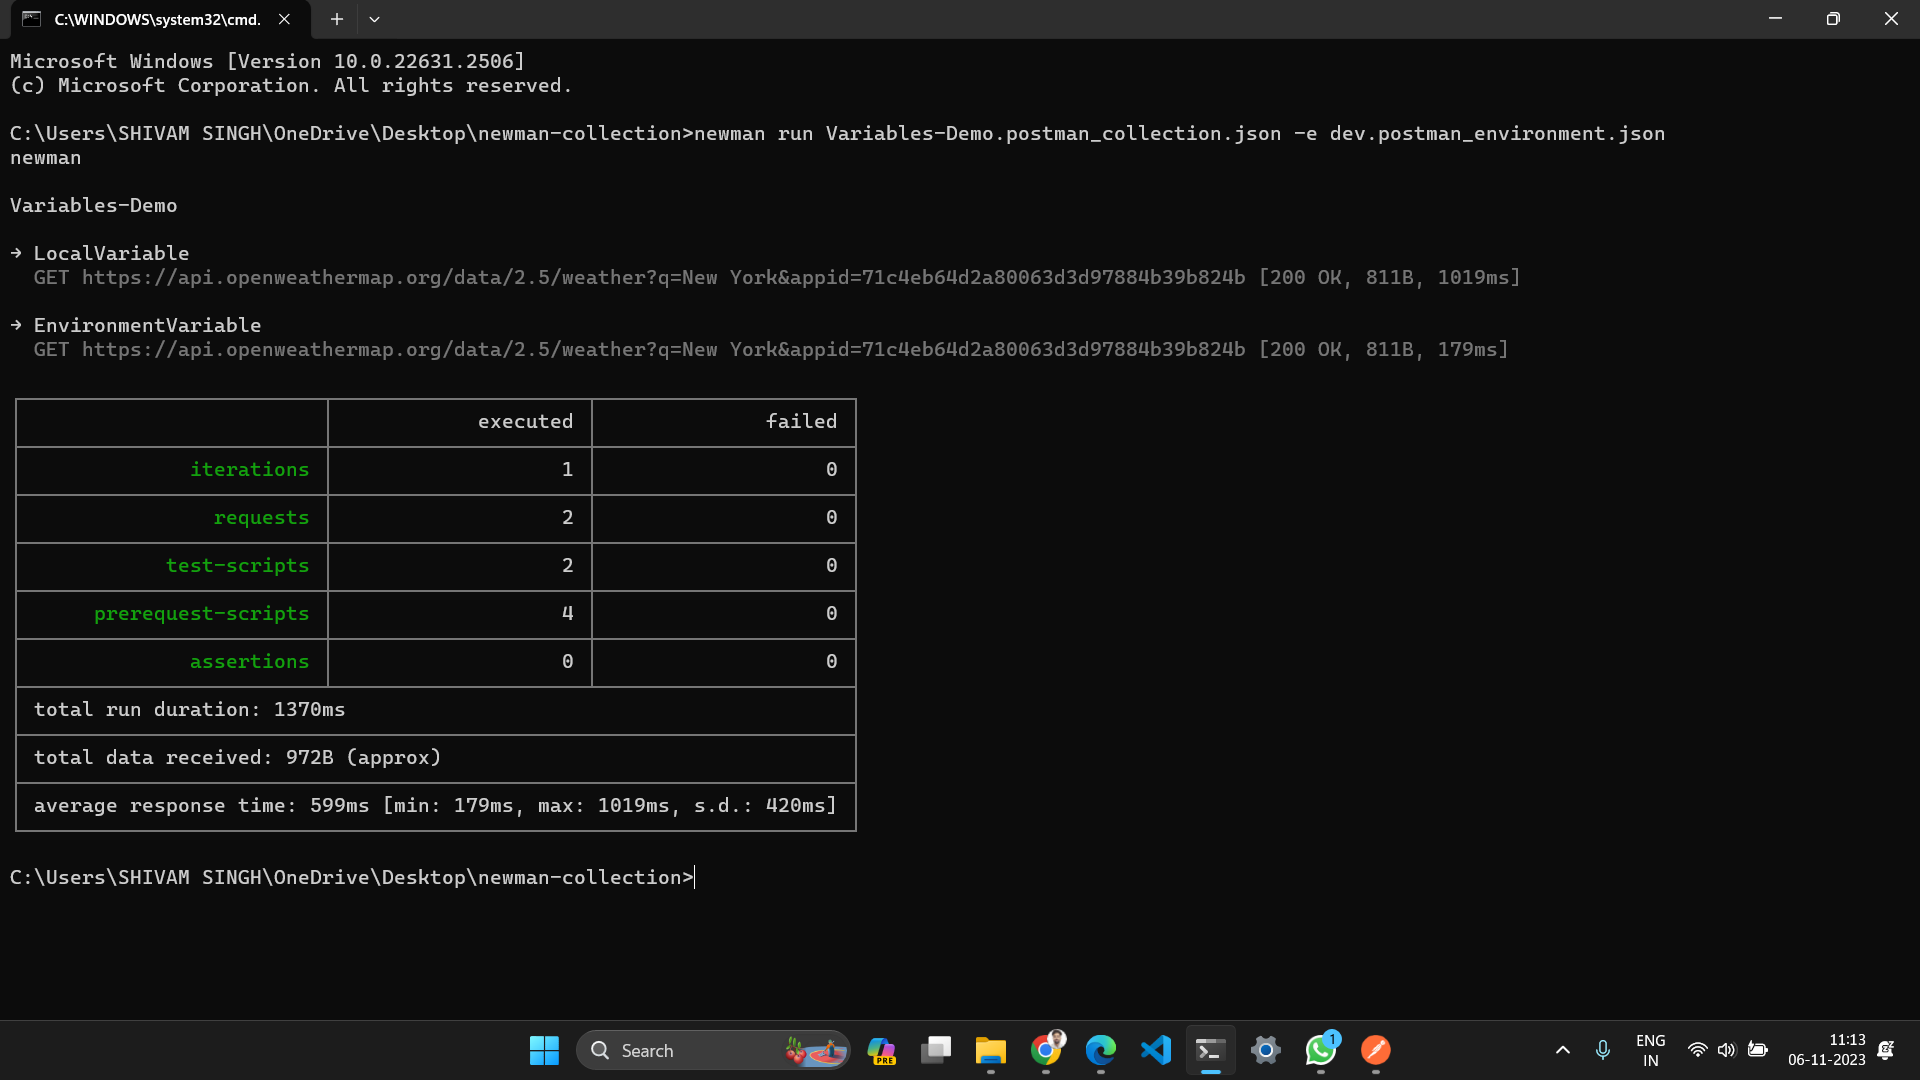 C:\WINDOWS\system32\cmd.
Microsoft Windows [Version 10.0.22631.2506]
(c) Microsoft Corporation. All rights reserved.
C:\Users\SHIVAM SINGH\OneDrive\Desktop\newman-collection>newman run Variables-Demo.postman_collection.json -e dev.postman_environment.json
newman
Variables-Demo
→ LocalVariable
GET https://api.openweathermap.org/data/2.5/weather?q=New York&appid=71c4eb64d2a80063d3d97884b39b824b [200 OK, 811B, 1019ms]
→ EnvironmentVariable
GET https://api.openweathermap.org/data/2.5/weather?q=New York&appid=71c4eb64d2a80063d3d97884b39b824b [200 OK, 811B, 179ms]
executed failed
iterations 1 0
requests 2 0
test-scripts 2 0
prerequest-scripts 4 0
assertions 0 0
total run duration: 1370ms
total data received: 972B (approx)
average response time: 599ms [min: 179ms, max: 1019ms, s.d.: 420ms]
C:\Users\SHIVAM SINGH\OneDrive\Desktop\newman-collection>
Search
PRE
1
ENG
IN
11:13
06-11-2023